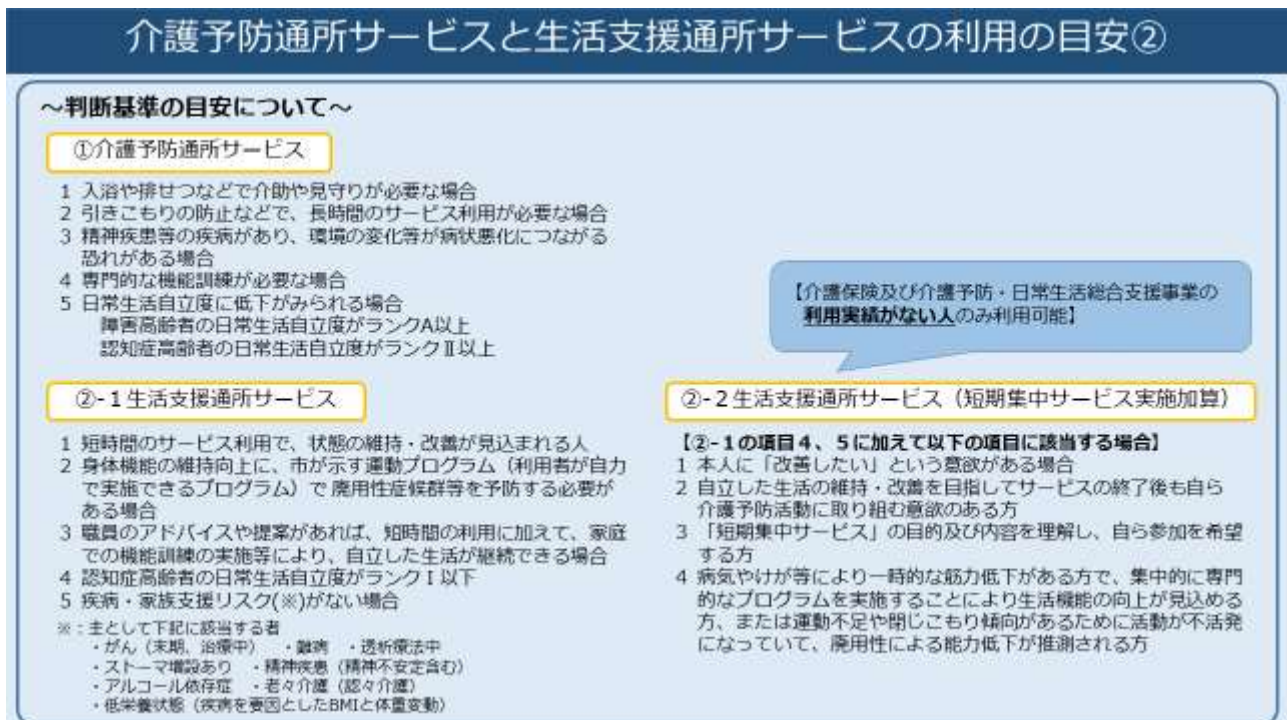 介護予防通所サービスと生活支援通所サービスの利用の目安②
～判断基準の目安について～
①介護予防通所サービス
1 入浴や排せつなどで介助や見守りが必要な場合
2 引きこもりの防止などで、長時間のサービス利用が必要な場合
3 精神疾患等の疾病があり、環境の変化等が病状悪化につながる
恐れがある場合
4 専門的な機能訓練が必要な場合
5 日常生活自立度に低下がみられる場合
障害高齢者の日常生活自立度がランクA以上
認知症高齢者の日常生活自立度がランクⅡ以上
【介護保険及び介護予防・日常生活総合支援事業の
利用実績がない人のみ利用可能】
②-1生活支援通所サービス
1 短時間のサービス利用で、状態の維持・改善が見込まれる人
2 身体機能の維持向上に、市が示す運動プログラム（利用者が自力
で実施できるプログラム）で廃用性症候群等を予防する必要が
ある場合
3 職員のアドバイスや提案があれば、短時間の利用に加えて、家庭
での機能訓練の実施等により、自立した生活が継続できる場合
4 認知症高齢者の日常生活自立度がランクⅠ以下
5 疾病・家族支援リスク(※)がない場合
※：主として下記に該当する者
・がん（末期、治療中） ・難病 ・透析療法中
・ストーマ増設あり ・精神疾患（精神不安定含む）
・アルコール依存症 ・老々介護（認々介護）
・低栄養状態（疾病を要因としたBMIと体重変動）
②-2生活支援通所サービス（短期集中サービス実施加算）
【②-1の項目4、5に加えて以下の項目に該当する場合】
1 本人に「改善したい」という意欲がある場合
2 自立した生活の維持・改善を目指してサービスの終了後も自ら
介護予防活動に取り組む意欲のある方
3 「短期集中サービス」の目的及び内容を理解し、自ら参加を希望
する方
4 病気やけが等により一時的な筋力低下がある方で、集中的に専門
的なプログラムを実施することにより生活機能の向上が見込める
方、または運動不足や閉じこもり傾向があるために活動が不活発
になっていて、廃用性による能力低下が推測される方